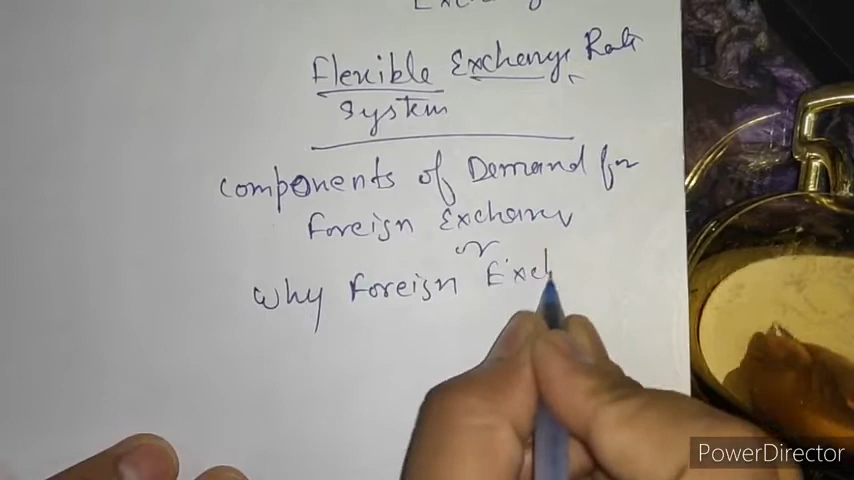 Flexible Exchange Rate
System
Components of Demand for
Foreign Exchange
or
Why Foreign Exch
PowerDirector